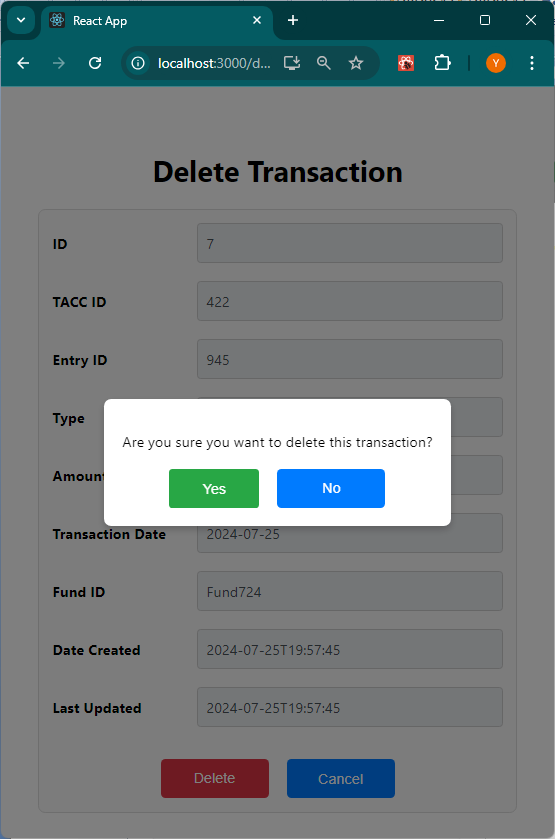 React App
localhost:3000/d...
Y
Delete Transaction
ID 7
TACC ID 422
Entry ID 945
Type
Are you sure you want to delete this transaction?
Amount
Yes No
Transaction Date 2024-07-25
Fund ID Fund724
Date Created 2024-07-25T19:57:45
Last Updated 2024-07-25T19:57:45
Delete Cancel